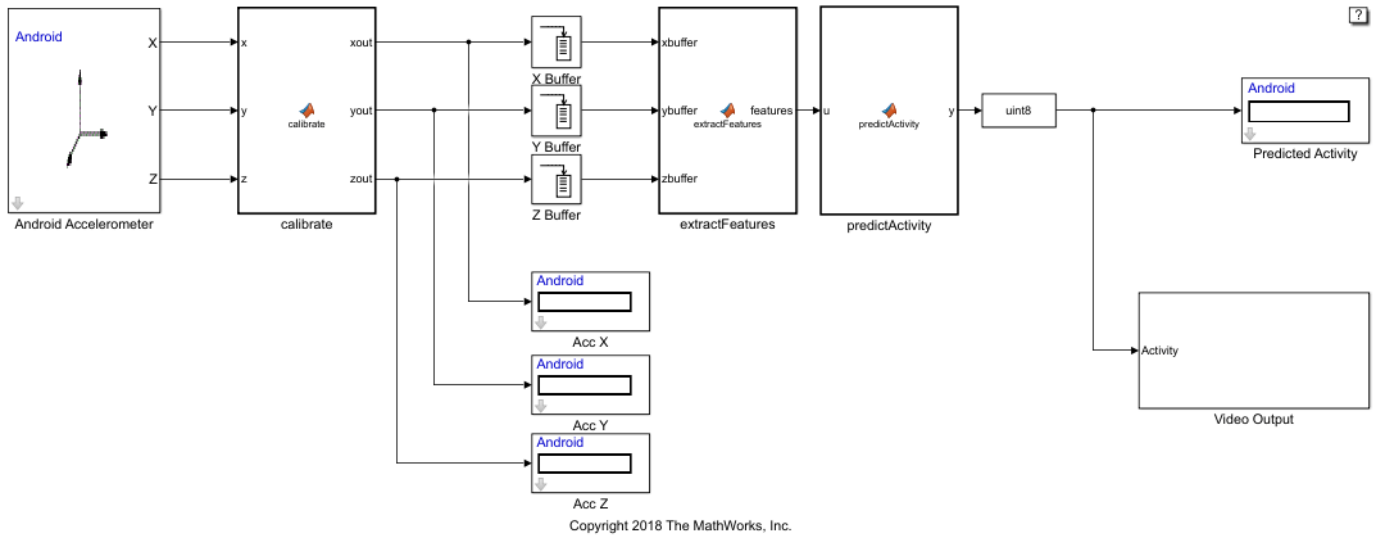 ?
Android
X
Y
Z
Android Accelerometer
x
y
z
calibrate
xout
yout
zout
calibrate
X Buffer
Y Buffer
Z Buffer
xbuffer
ybuffer
zbuffer
extractFeatures
features
extractFeatures
u
predictActivity
y
predictActivity
uint8
Android
Predicted Activity
Activity
Video Output
Android
Acc X
Android
Acc Y
Android
Acc Z
Copyright 2018 The MathWorks, Inc.